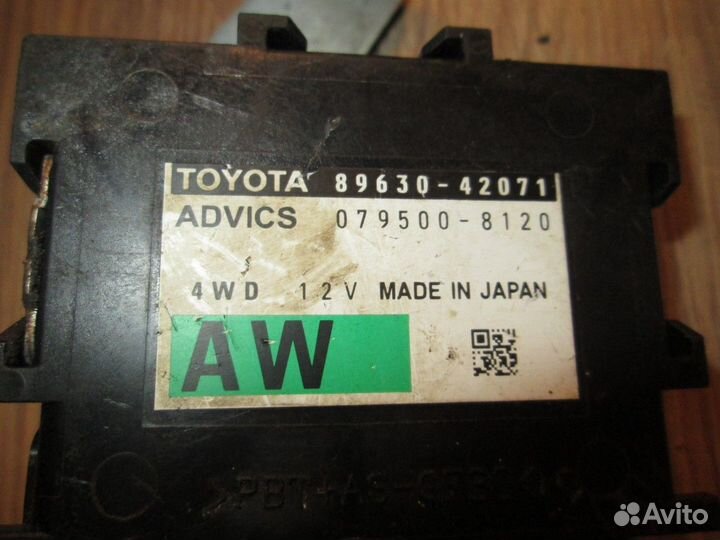 TOYOTA 89630-42071
ADVICS 079500-8120
4WD 12V MADE IN JAPAN
AW
Avito